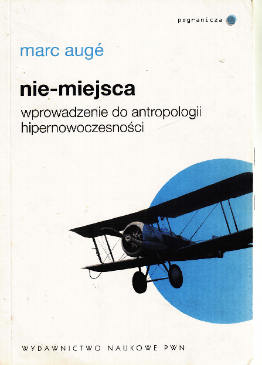 pogranicza
marc augé
nie-miejsca
wprowadzenie do antropologii
hipernowoczesności
WYDAWNICTWO NAUKOWE PWN